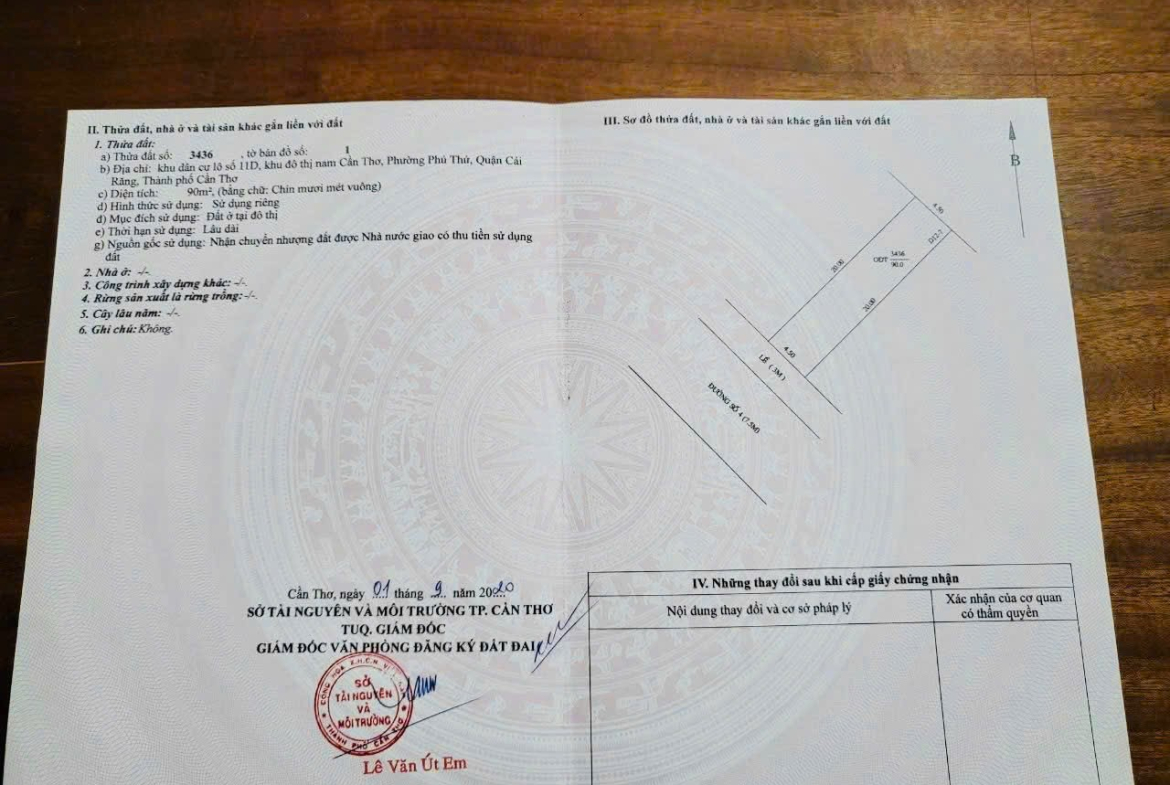 II. Thửa đất, nhà ở và tài sản khác gắn liền với đất
1. Thửa đất:
a) Thửa đất số: 3436 , tờ bản đồ số: 1
b) Địa chỉ: khu dân cư lô số 11D, khu đô thị nam Cần Thơ, Phường Phú Thứ, Quận Cái
Răng, Thành phố Cần Thơ
c) Diện tích: 90m², (bằng chữ: Chín mươi mét vuông)
d) Hình thức sử dụng: Sử dụng riêng
đ) Mục đích sử dụng: Đất ở tại đô thị
e) Thời hạn sử dụng: Lâu dài
g) Nguồn gốc sử dụng: Nhận chuyển nhượng đất được Nhà nước giao có thu tiền sử dụng
đất
2. Nhà ở: -/-.
3. Công trình xây dựng khác: -/-.
4. Rừng sản xuất là rừng trồng: -/-.
5. Cây lâu năm: -/-.
6. Ghi chú: Không.
Cần Thơ, ngày 01 tháng 9 năm 2020
SỞ TÀI NGUYÊN VÀ MÔI TRƯỜNG TP. CẦN THƠ
TUQ. GIÁM ĐỐC
GIÁM ĐỐC VĂN PHÒNG ĐĂNG KÝ ĐẤT ĐAI
SỞ
TÀI NGUYÊN
VÀ
MÔI TRƯỜNG
THÀNH PHỐ CẦN THƠ
Lê Văn Út Em
III. Sơ đồ thửa đất, nhà ở và tài sản khác gắn liền với đất
B
4.50
D12-1
ODT 3436
90.0
20.00
20.00
4.50
LỀ ( 3M )
ĐƯỜNG SỐ 4 (7.5M)
IV. Những thay đổi sau khi cấp giấy chứng nhận
Nội dung thay đổi và cơ sở pháp lý
Xác nhận của cơ quan
có thẩm quyền